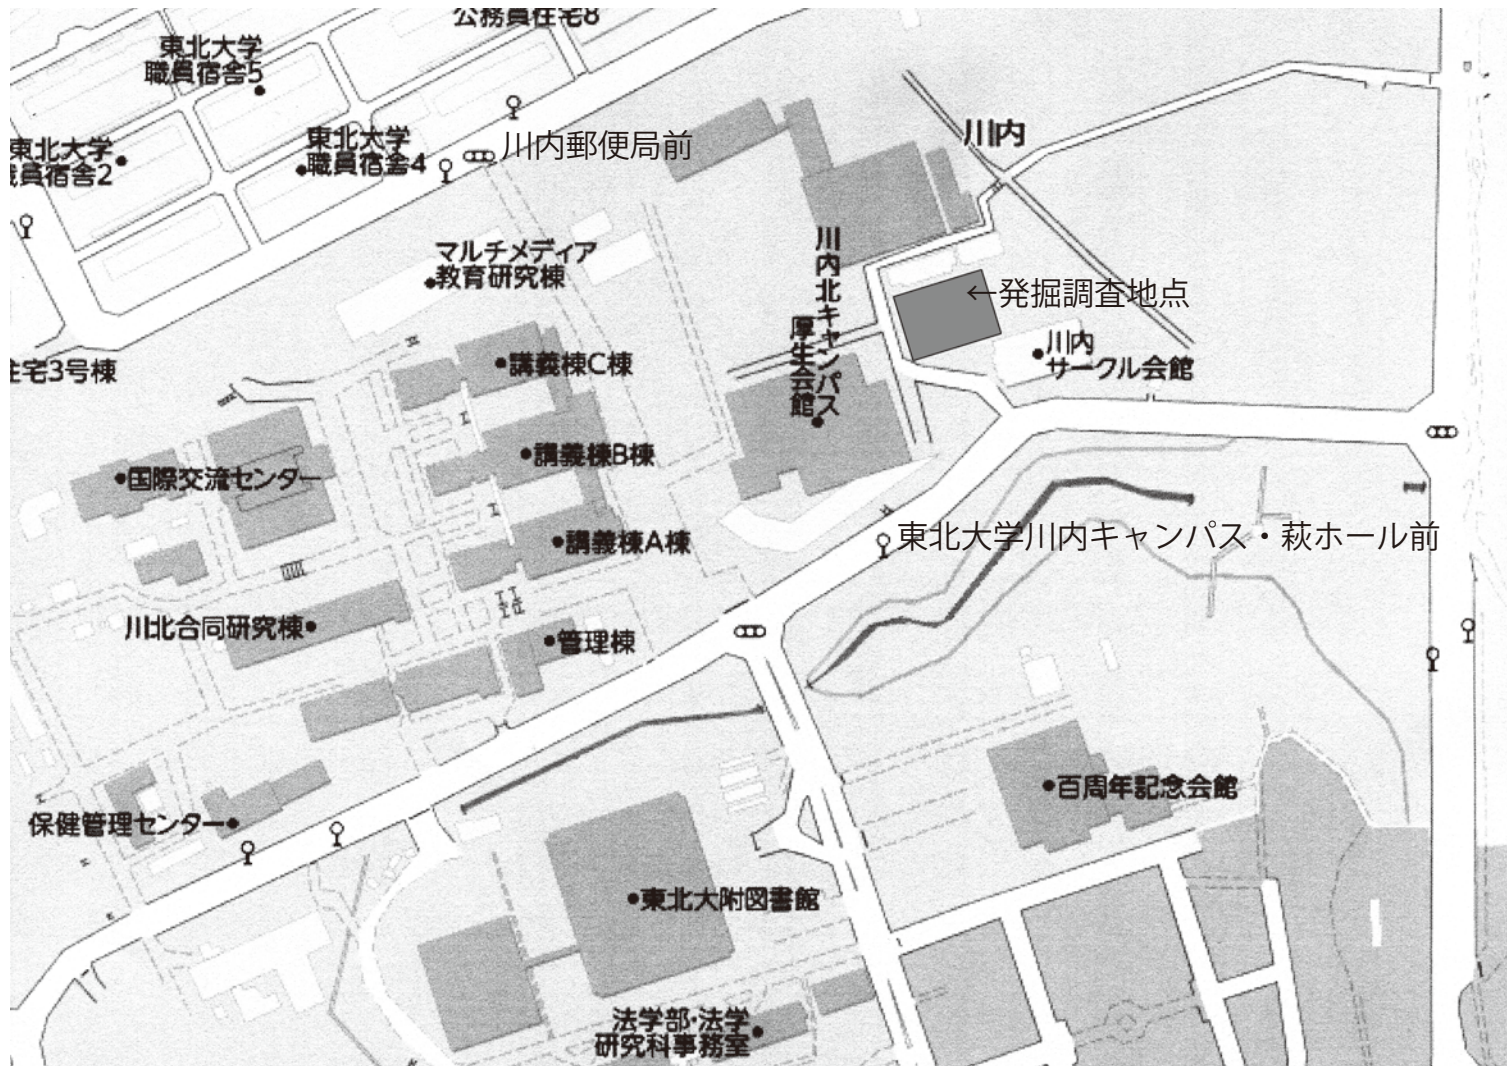 公務員住宅8
東北大学
職員宿舎5
東北大学
職員宿舎4
川内郵便局前
東北大学
職員宿舎2
川内
マルチメディア
教育研究棟
川内北キャンパス
厚生会館
←発掘調査地点
川内
サークル会館
住宅3号棟
講義棟C棟
講義棟B棟
国際交流センター
講義棟A棟
東北大学川内キャンパス・萩ホール前
川北合同研究棟
管理棟
百周年記念会館
保健管理センター
東北大附図書館
法学部・法学
研究科事務室